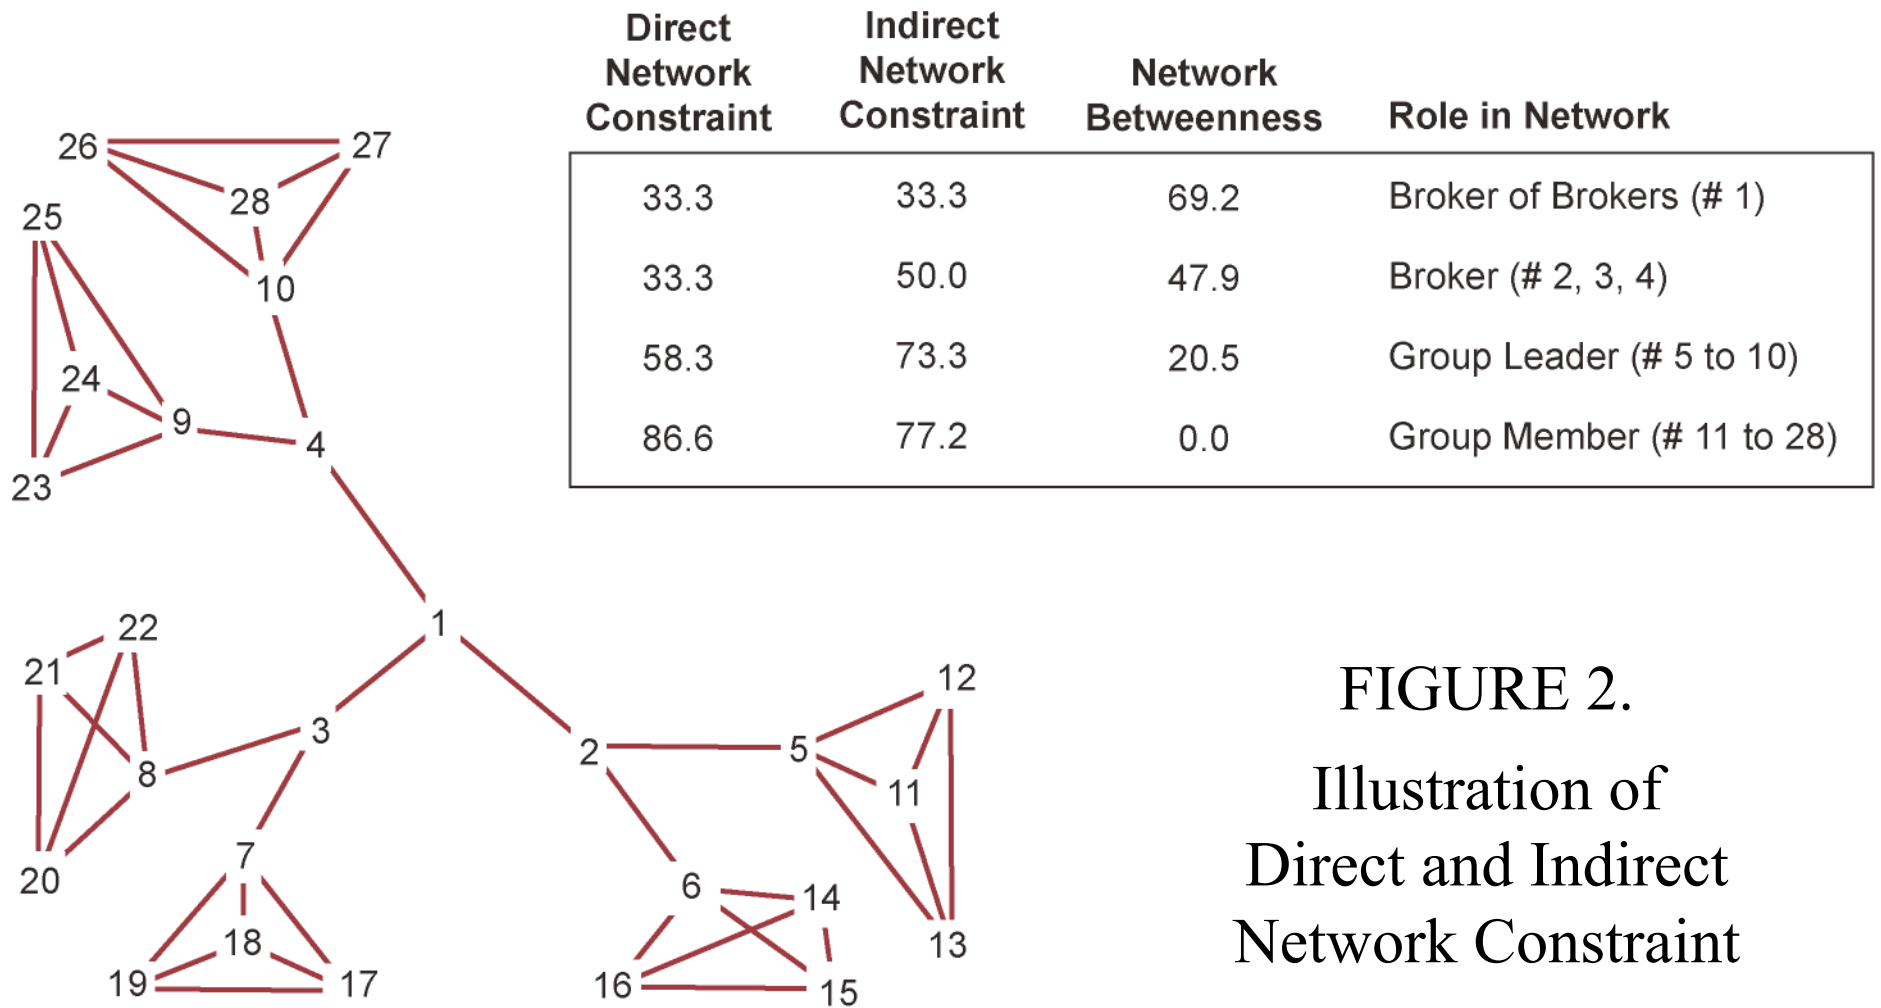 Direct
Network
Constraint
Indirect
Network
Constraint
Network
Betweenness
Role in Network
33.3 33.3 69.2 Broker of Brokers (# 1)
33.3 50.0 47.9 Broker (# 2, 3, 4)
58.3 73.3 20.5 Group Leader (# 5 to 10)
86.6 77.2 0.0 Group Member (# 11 to 28)
26
27
28
25
10
24
9
4
23
1
22
21
3
8
20
7
18
19
17
2
5
12
11
13
6
14
16
15
FIGURE 2.
Illustration of
Direct and Indirect
Network Constraint